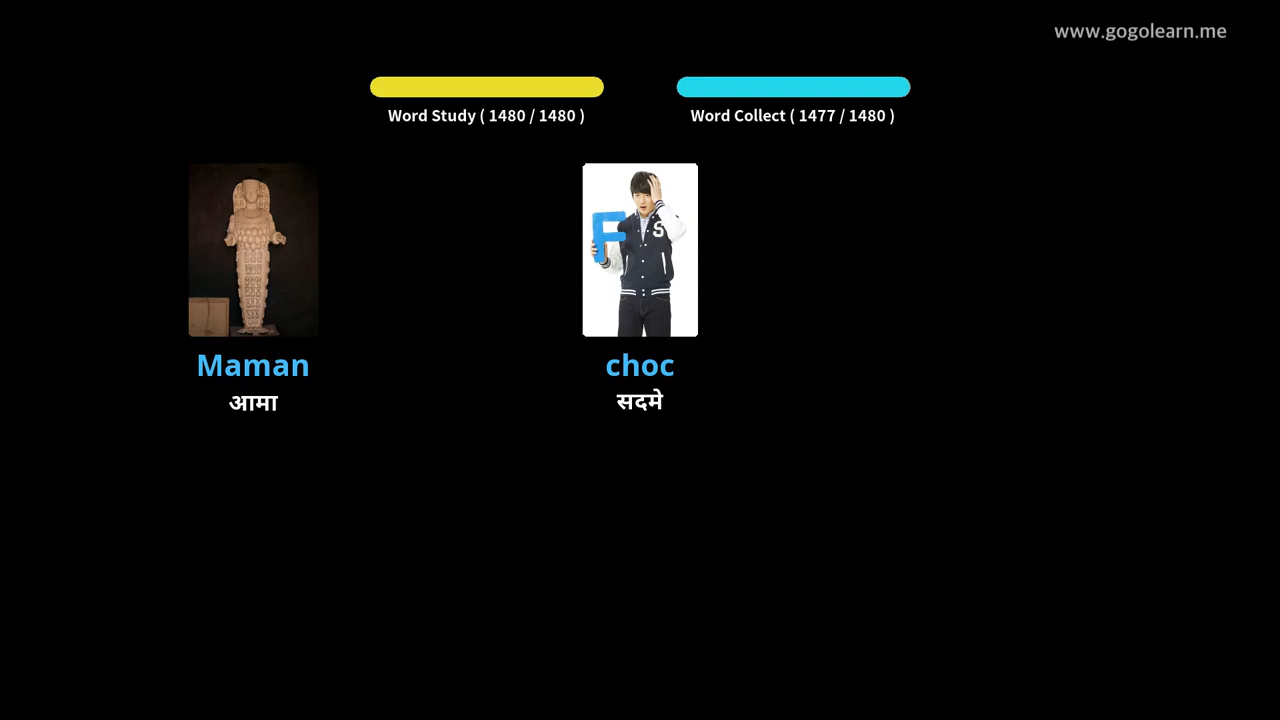 www.gogolearn.me
Word Study ( 1480 / 1480 )
Word Collect ( 1477 / 1480 )
F
S
Maman
choc
आमा
सदमे